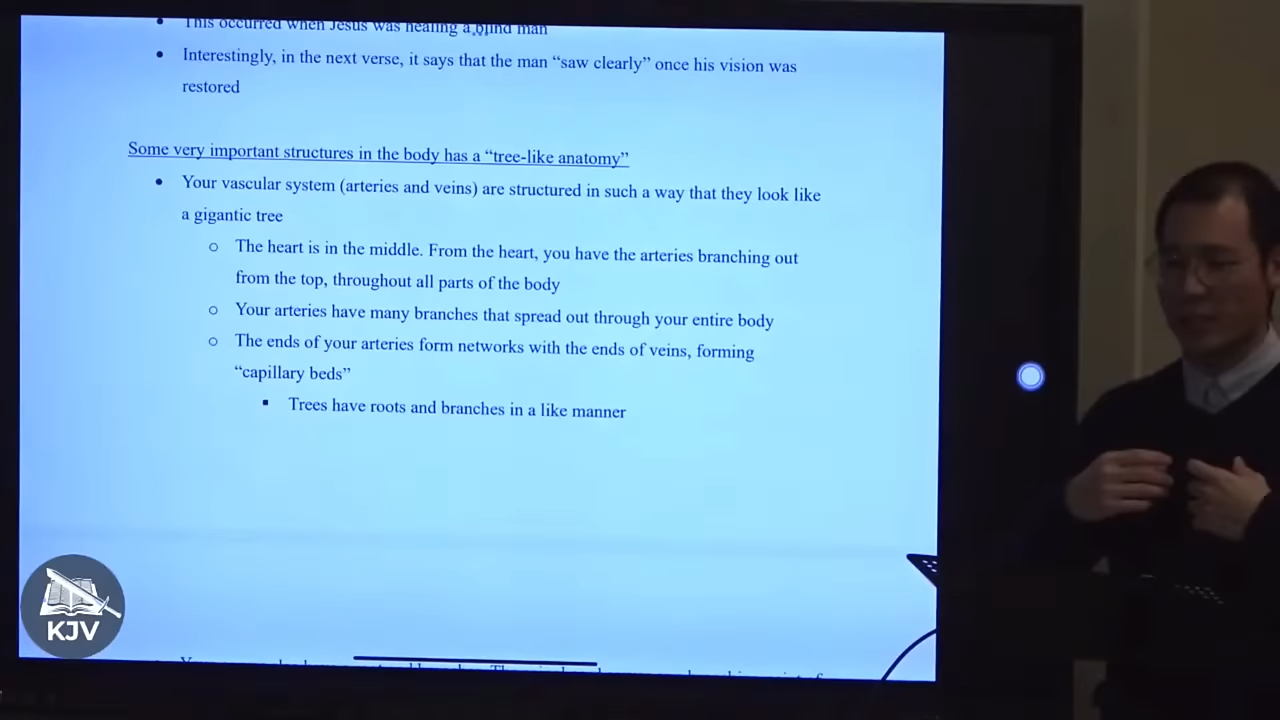 This occurred when Jesus was healing a blind man
Interestingly, in the next verse, it says that the man “saw clearly” once his vision was
restored
Some very important structures in the body has a “tree-like anatomy”
Your vascular system (arteries and veins) are structured in such a way that they look like
a gigantic tree
The heart is in the middle. From the heart, you have the arteries branching out
from the top, throughout all parts of the body
Your arteries have many branches that spread out through your entire body
The ends of your arteries form networks with the ends of veins, forming
“capillary beds”
Trees have roots and branches in a like manner
KJV